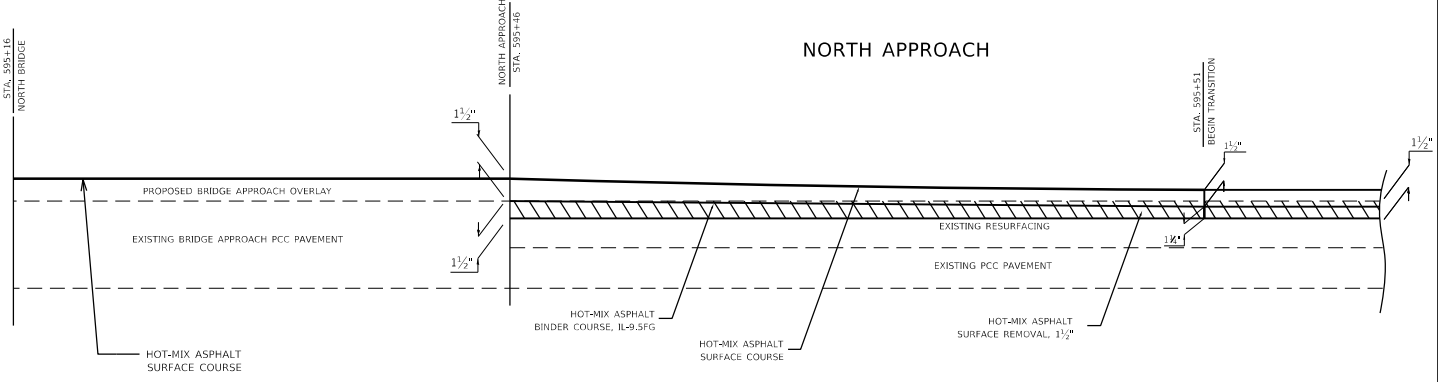 STA. 595+16
NORTH BRIDGE
NORTH APPROACH
STA. 595+46
NORTH APPROACH
STA. 595+51
BEGIN TRANSITION
1½"
1½"
1½"
PROPOSED BRIDGE APPROACH OVERLAY
EXISTING BRIDGE APPROACH PCC PAVEMENT
EXISTING RESURFACING
1¼"
1½"
EXISTING PCC PAVEMENT
HOT-MIX ASPHALT
BINDER COURSE, IL-9.5FG
HOT-MIX ASPHALT
SURFACE REMOVAL, 1½"
HOT-MIX ASPHALT
SURFACE COURSE
HOT-MIX ASPHALT
SURFACE COURSE